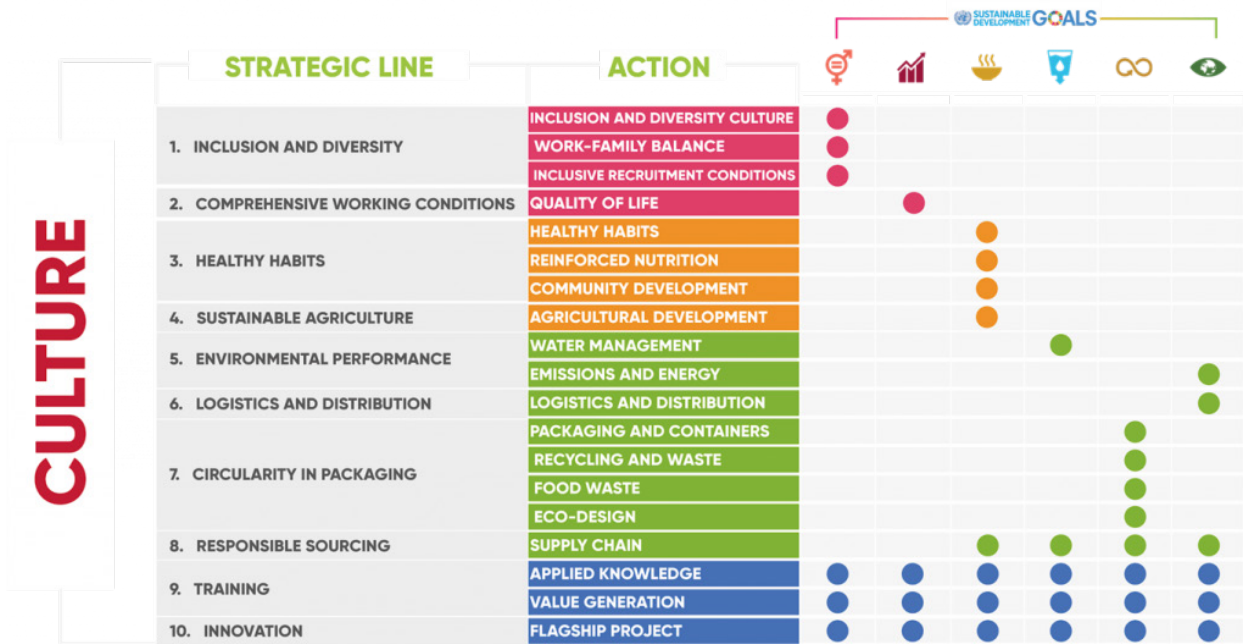 SUSTAINABLE DEVELOPMENT GOALS
STRATEGIC LINE ACTION
CULTURE
1. INCLUSION AND DIVERSITY
INCLUSION AND DIVERSITY CULTURE
WORK-FAMILY BALANCE
INCLUSIVE RECRUITMENT CONDITIONS
2. COMPREHENSIVE WORKING CONDITIONS QUALITY OF LIFE
3. HEALTHY HABITS
HEALTHY HABITS
REINFORCED NUTRITION
COMMUNITY DEVELOPMENT
4. SUSTAINABLE AGRICULTURE AGRICULTURAL DEVELOPMENT
5. ENVIRONMENTAL PERFORMANCE
WATER MANAGEMENT
EMISSIONS AND ENERGY
6. LOGISTICS AND DISTRIBUTION LOGISTICS AND DISTRIBUTION
7. CIRCULARITY IN PACKAGING
PACKAGING AND CONTAINERS
RECYCLING AND WASTE
FOOD WASTE
ECO-DESIGN
8. RESPONSIBLE SOURCING SUPPLY CHAIN
9. TRAINING
APPLIED KNOWLEDGE
VALUE GENERATION
10. INNOVATION FLAGSHIP PROJECT